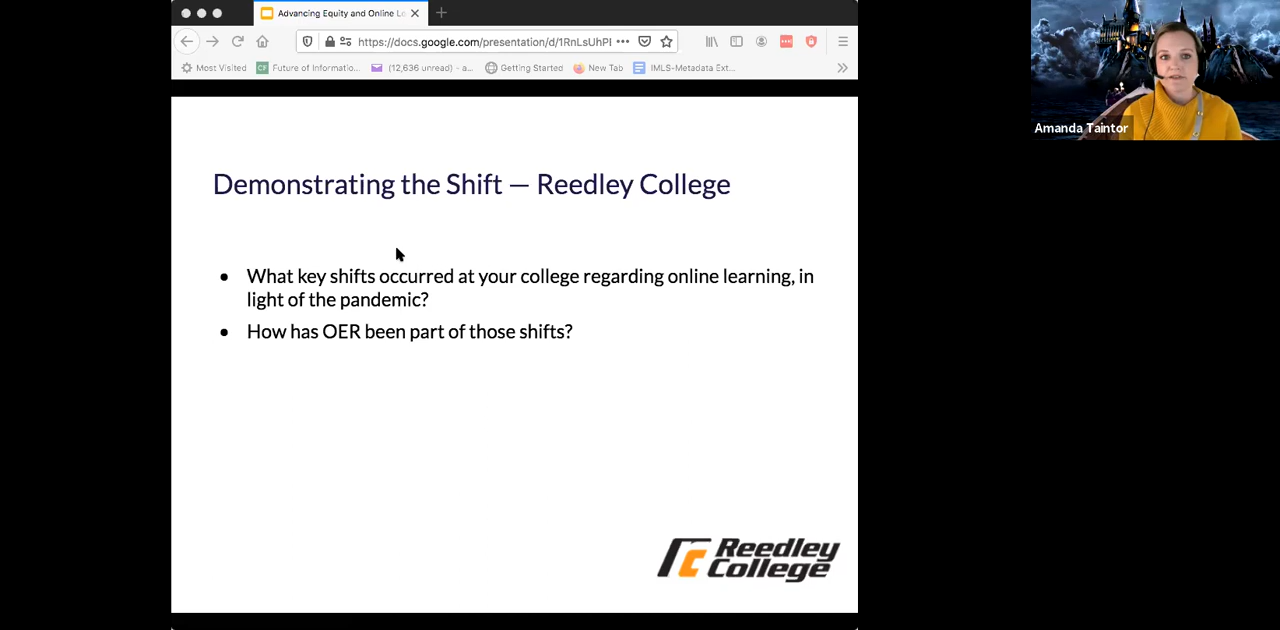 Advancing Equity and Online Le
https://docs.google.com/presentation/d/1RnLsUhPl
Most Visited
CF
Future of Informatio...
(12,636 unread) - a...
Getting Started
New Tab
IMLS-Metadata Ext...
Amanda Taintor
Demonstrating the Shift — Reedley College
• What key shifts occurred at your college regarding online learning, in
light of the pandemic?
• How has OER been part of those shifts?
Reedley
College